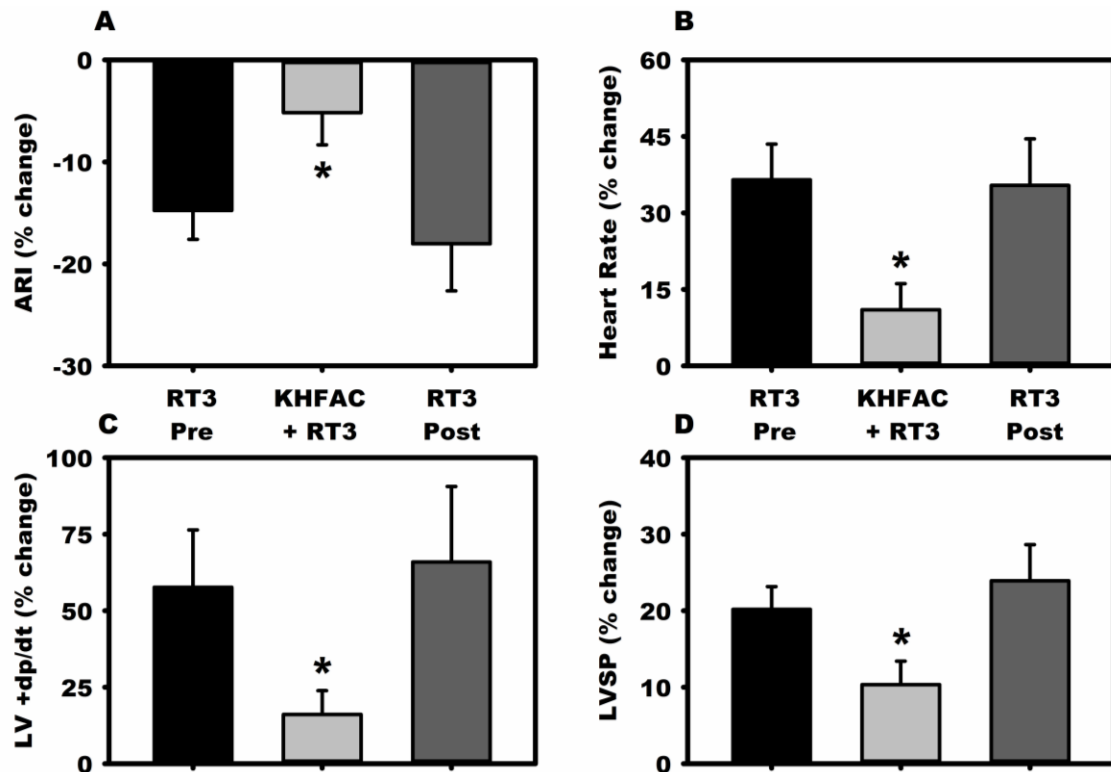 A
ARI (% change)
0
-10
-20
-30
*
RT3 KHFAC RT3
Pre + RT3 Post
B
Heart Rate (% change)
60
45
30
15
0
*
RT3 KHFAC RT3
Pre + RT3 Post
C
LV +dp/dt (% change)
100
75
50
25
0
*
D
LVSP (% change)
40
30
20
10
0
*